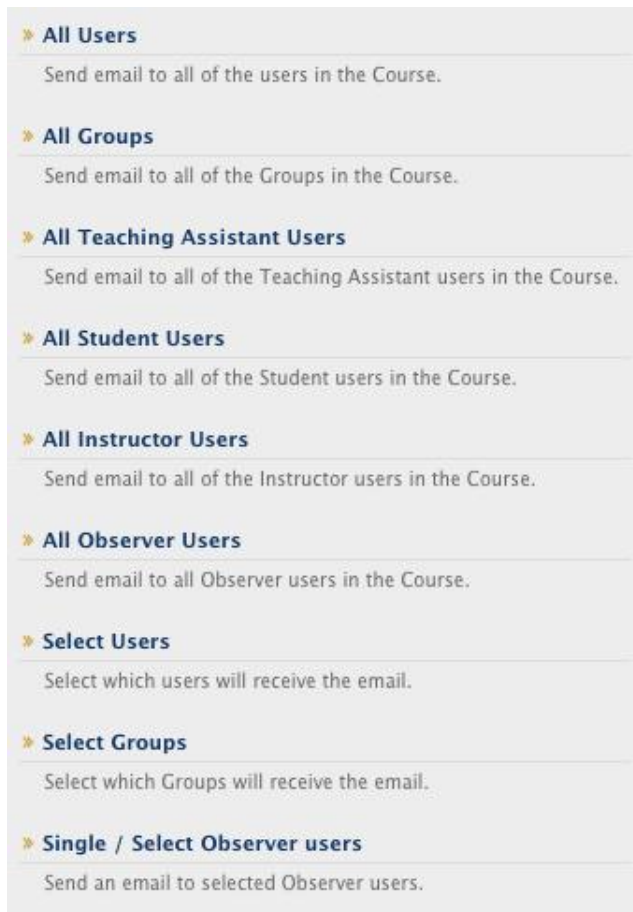 » All Users
Send email to all of the users in the Course.
» All Groups
Send email to all of the Groups in the Course.
» All Teaching Assistant Users
Send email to all of the Teaching Assistant users in the Course.
» All Student Users
Send email to all of the Student users in the Course.
» All Instructor Users
Send email to all of the Instructor users in the Course.
» All Observer Users
Send email to all Observer users in the Course.
» Select Users
Select which users will receive the email.
» Select Groups
Select which Groups will receive the email.
» Single / Select Observer users
Send an email to selected Observer users.